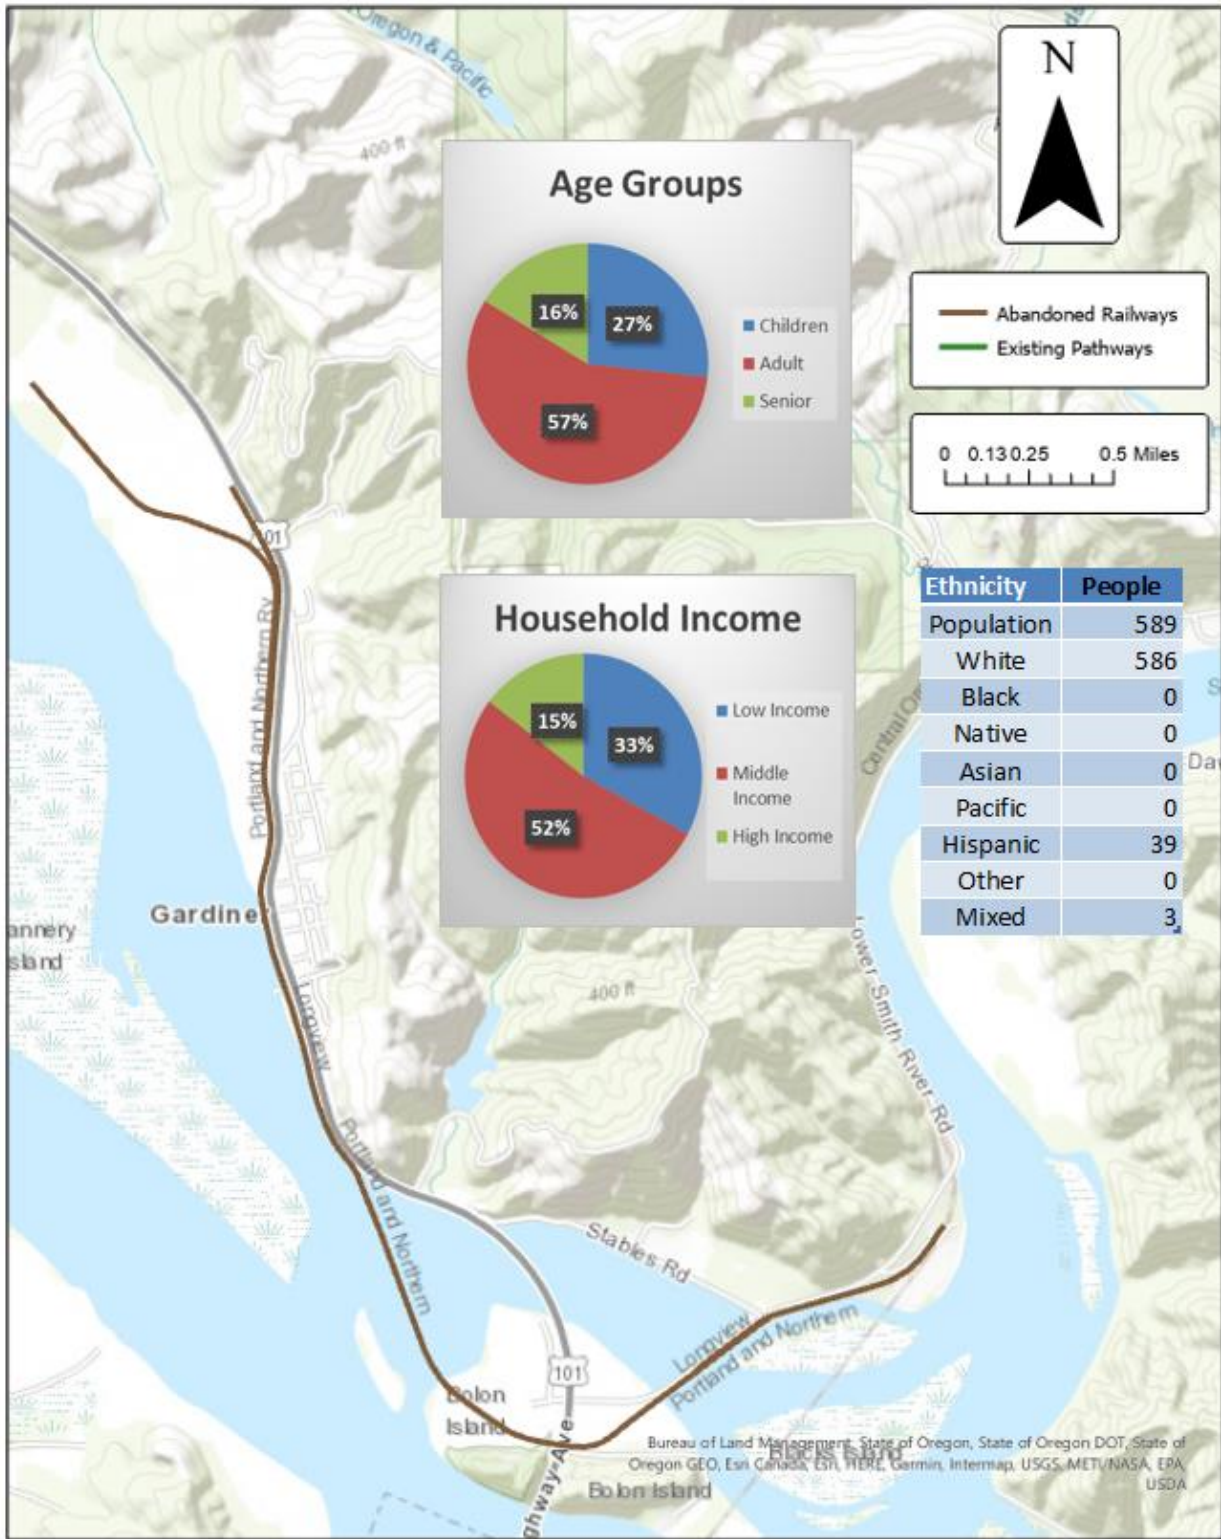 Oregon & Pacific
ds
N
400 ft
Age Groups
16%
27%
57%
Children
Adult
Senior
Abandoned Railways
Existing Pathways
0 0.13 0.25 0.5 Miles
101
Portland and Northern Ry
Household Income
15%
33%
52%
Low Income
Middle
Income
High Income
Ethnicity People
Population 589
White 586
Black 0
Native 0
Asian 0
Pacific 0
Hispanic 39
Other 0
Mixed 3
S
Da
Central Or
Gardiner
annery
sland
Longview
400 ft
Lower Smith River Rd
Portland and Northern
Stables Rd
Longview
Portland and Northern
101
Bolon
Island
ghway Ave
Blacks Island
Bolon Island
Bureau of Land Management, State of Oregon, State of Oregon DOT, State of
Oregon GEO, Esri Canada, Esri, HERE, Garmin, Intermap, USGS, METI/NASA, EPA,
USDA